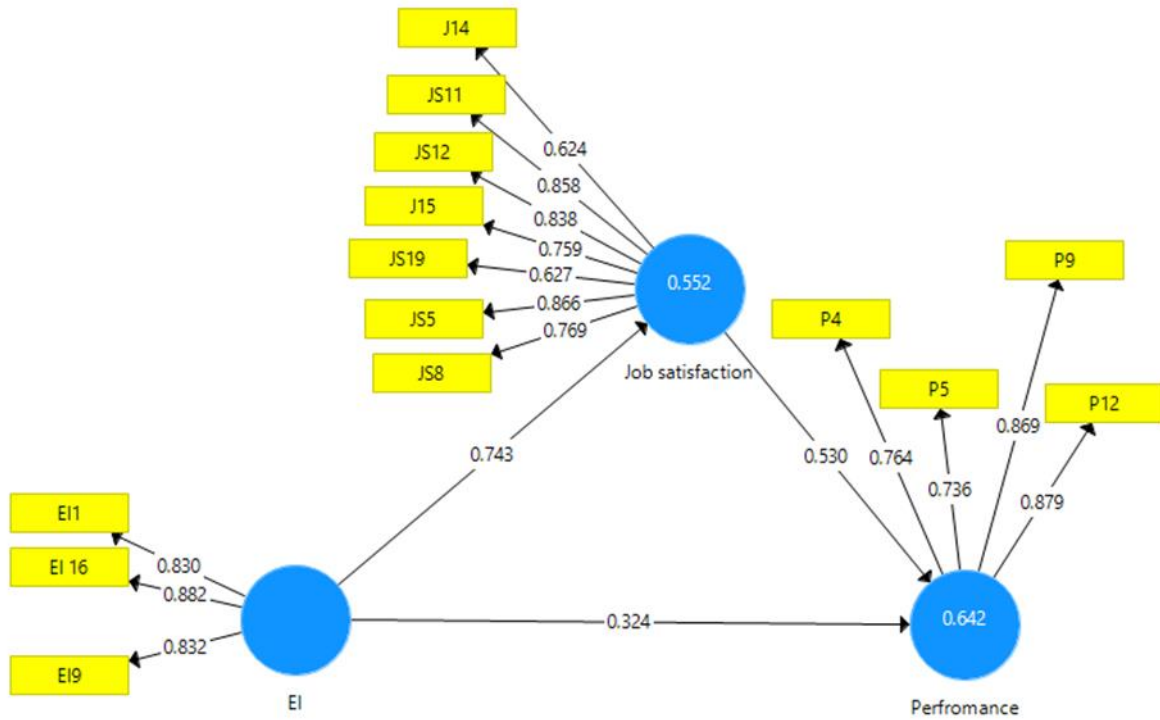 J14
JS11
JS12
J15
JS19
JS5
JS8
0.624
0.858
0.838
0.759
0.627
0.866
0.769
0.552
Job satisfaction
P9
P4
P5
P12
0.743
0.530
0.764
0.736
0.869
0.879
EI1
EI 16
EI9
0.830
0.882
0.832
0.324
0.642
EI
Perfromance